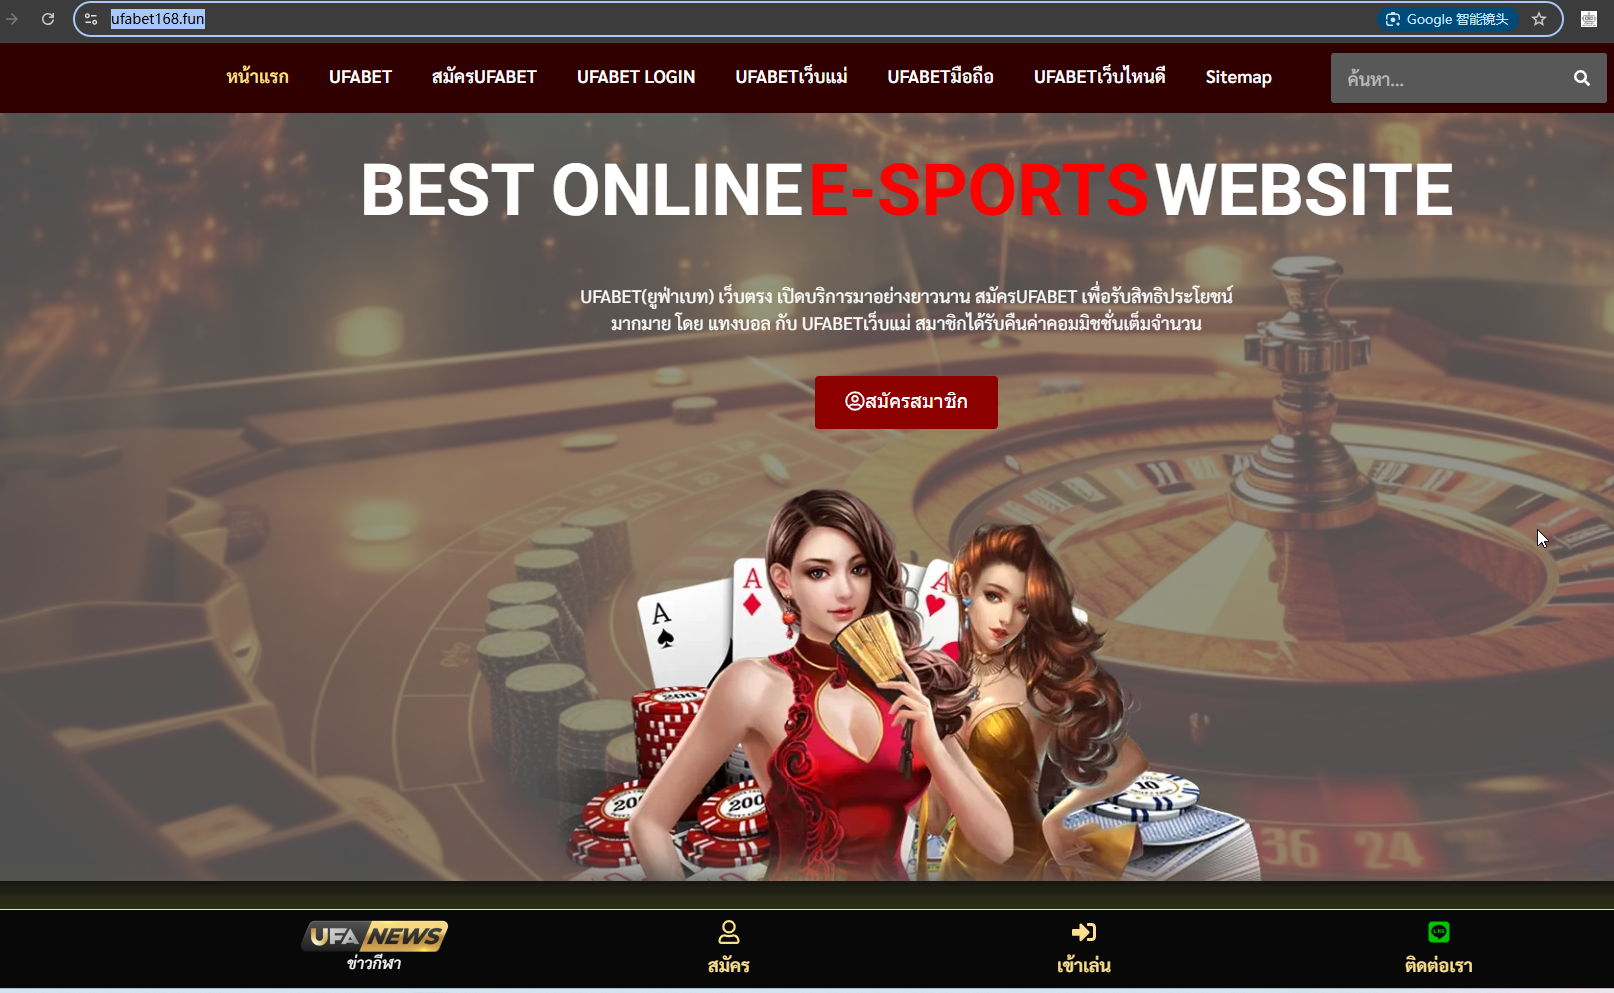 ufabet168.fun
Google 智能镜头
หน้าแรก UFABET สมัครUFABET UFABET LOGIN UFABETเว็บแม่ UFABETมือถือ UFABETเว็บไหนดี Sitemap ค้นหา...
BEST ONLINE E-SPORTS WEBSITE
UFABET(ยูฟ่าเบท) เว็บตรง เปิดบริการมาอย่างยาวนาน สมัครUFABET เพื่อรับสิทธิประโยชน์
มากมาย โดย แทงบอล กับ UFABETเว็บแม่ สมาชิกได้รับคืนค่าคอมมิชชั่นเต็มจำนวน
สมัครสมาชิก
A A A
200
200 200 10
36 24
UFA NEWS
ข่าวกีฬา สมัคร เข้าเล่น ติดต่อเรา